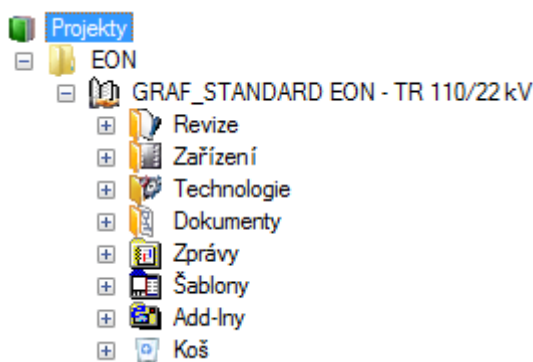 Projekty
EON
GRAF_STANDARD EON - TR 110/22 kV
Revize
Zařízení
Technologie
Dokumenty
Zprávy
Šablony
Add-Iny
Koš